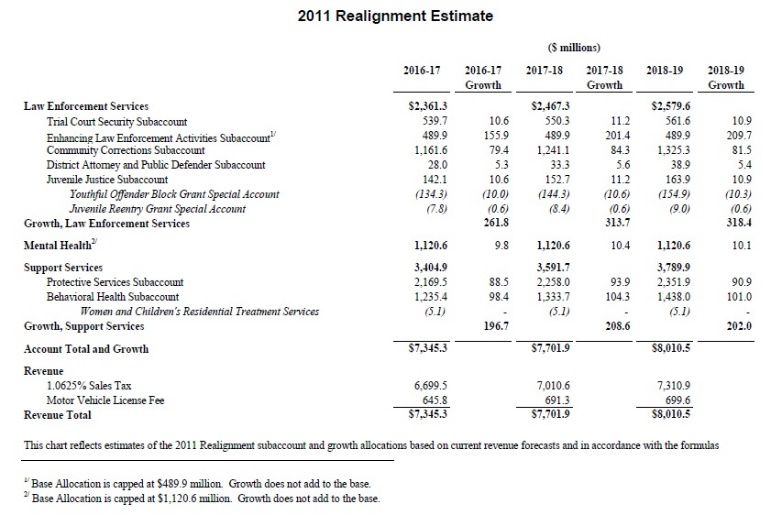 2011 Realignment Estimate
($ millions)
2016-17 2016-17 2017-18 2017-18 2018-19 2018-19
Growth Growth Growth
Law Enforcement Services $2,361.3 $2,467.3 $2,579.6
Trial Court Security Subaccount 539.7 10.6 550.3 11.2 561.6 10.9
Enhancing Law Enforcement Activities Subaccount1/ 489.9 155.9 489.9 201.4 489.9 209.7
Community Corrections Subaccount 1,161.6 79.4 1,241.1 84.3 1,325.3 81.5
District Attorney and Public Defender Subaccount 28.0 5.3 33.3 5.6 38.9 5.4
Juvenile Justice Subaccount 142.1 10.6 152.7 11.2 163.9 10.9
Youthful Offender Block Grant Special Account (134.3) (10.0) (144.3) (10.6) (154.9) (10.3)
Juvenile Reentry Grant Special Account (7.8) (0.6) (8.4) (0.6) (9.0) (0.6)
Growth, Law Enforcement Services 261.8 313.7 318.4
Mental Health2/ 1,120.6 9.8 1,120.6 10.4 1,120.6 10.1
Support Services 3,404.9 3,591.7 3,789.9
Protective Services Subaccount 2,169.5 88.5 2,258.0 93.9 2,351.9 90.9
Behavioral Health Subaccount 1,235.4 98.4 1,333.7 104.3 1,438.0 101.0
Women and Children's Residential Treatment Services (5.1) - (5.1) - (5.1) -
Growth, Support Services 196.7 208.6 202.0
Account Total and Growth $7,345.3 $7,701.9 $8,010.5
Revenue
1.0625% Sales Tax 6,699.5 7,010.6 7,310.9
Motor Vehicle License Fee 645.8 691.3 699.6
Revenue Total $7,345.3 $7,701.9 $8,010.5
This chart reflects estimates of the 2011 Realignment subaccount and growth allocations based on current revenue forecasts and in accordance with the formulas
1/ Base Allocation is capped at $489.9 million. Growth does not add to the base.
2/ Base Allocation is capped at $1,120.6 million. Growth does not add to the base.